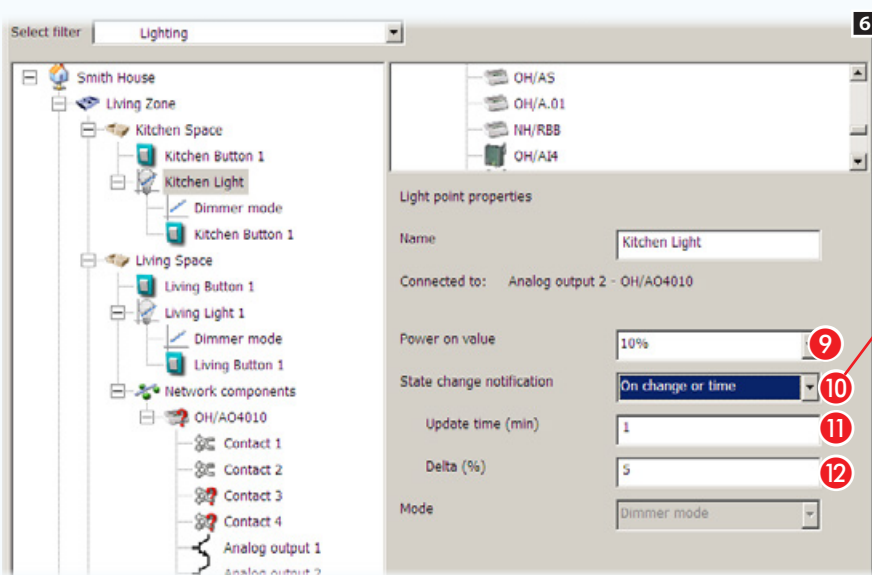 Select filter
Lighting
6
Smith House
Living Zone
Kitchen Space
Kitchen Button 1
Kitchen Light
Dimmer mode
Kitchen Button 1
Living Space
Living Button 1
Living Light 1
Dimmer mode
Living Button 1
Network components
OH/AO4010
Contact 1
Contact 2
Contact 3
Contact 4
Analog output 1
Analog output 2
OH/AS
OH/A.01
NH/RBB
OH/AI4
Light point properties
Name
Kitchen Light
Connected to: Analog output 2 - OH/AO4010
Power on value
10%
9
State change notification
On change or time
10
Update time (min)
1
11
Delta (%)
5
12
Mode
Dimmer mode